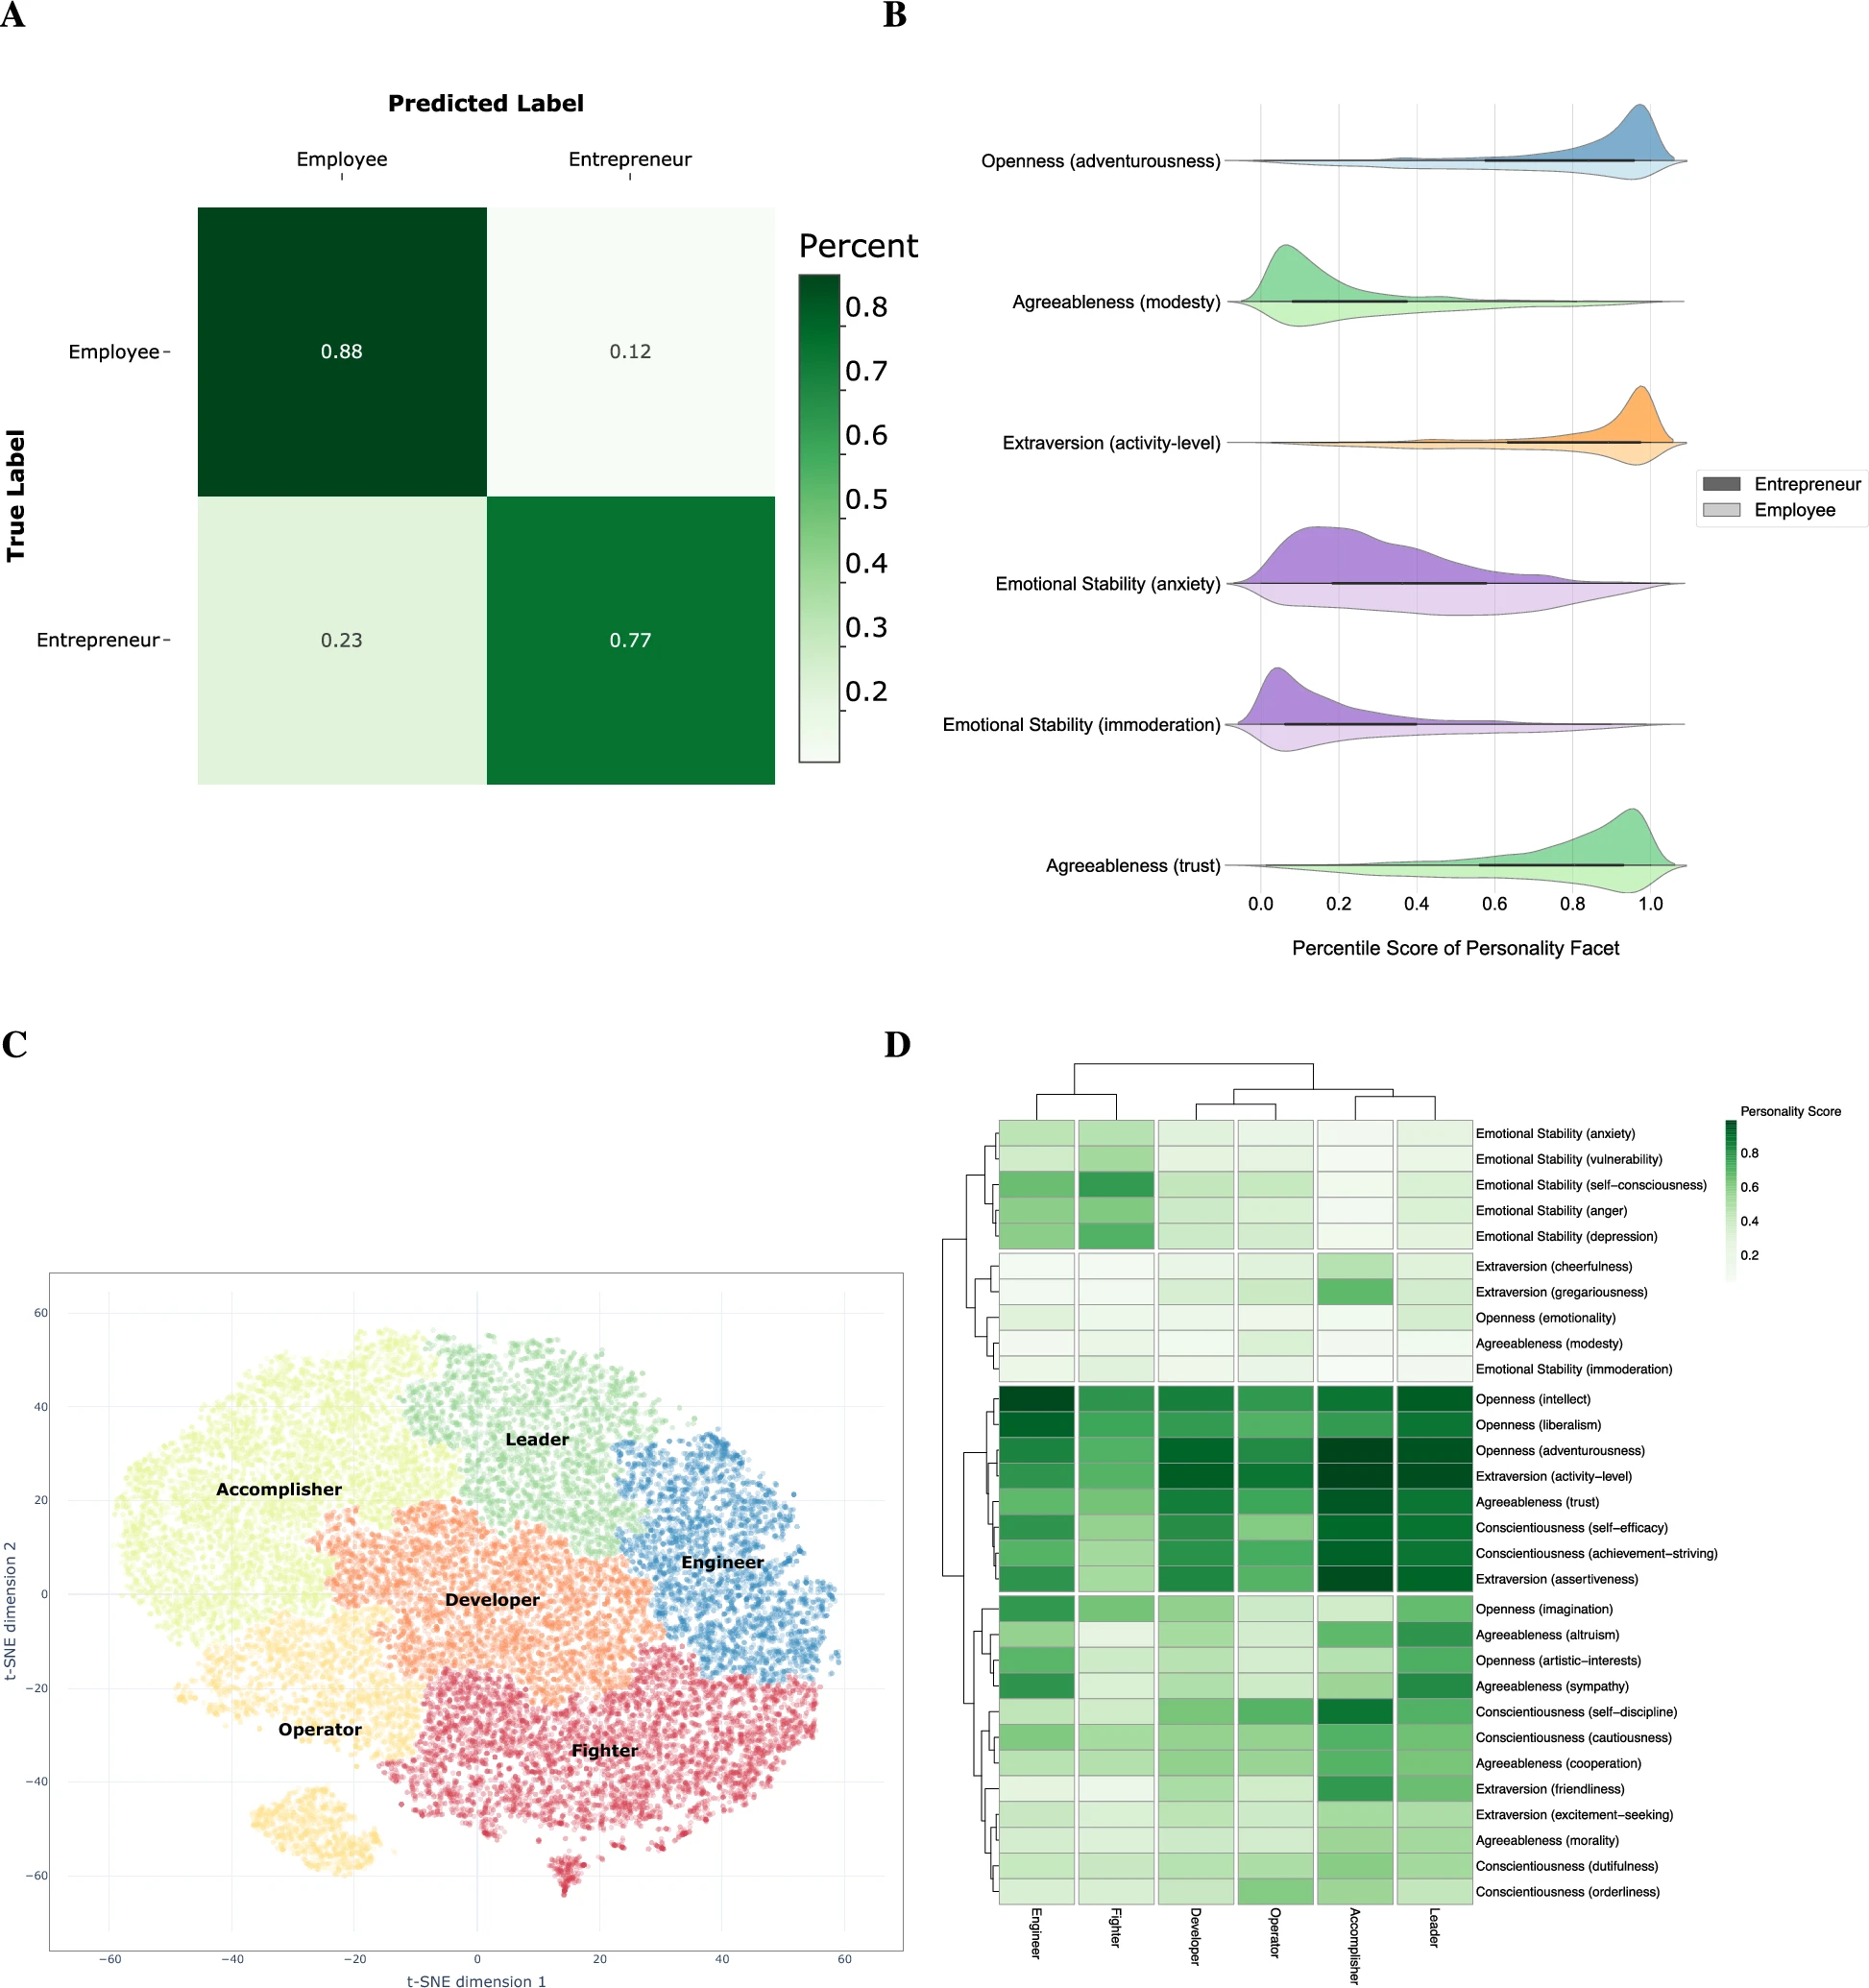 A
Predicted Label
Employee
Entrepreneur
True Label
Employee
Entrepreneur
0.88
0.12
0.23
0.77
Percent
0.8
0.7
0.6
0.5
0.4
0.3
0.2
B
Openness (adventurousness)
Agreeableness (modesty)
Extraversion (activity-level)
Emotional Stability (anxiety)
Emotional Stability (immoderation)
Agreeableness (trust)
0.0 0.2 0.4 0.6 0.8 1.0
Percentile Score of Personality Facet
Entrepreneur
Employee
C
60
40
20
0
−20
−40
−60
t-SNE dimension 2
Leader
Accomplisher
Engineer
Developer
Operator
Fighter
−60 −40 −20 0 20 40 60
t-SNE dimension 1
D
Personality Score
0.8
0.6
0.4
0.2
Emotional Stability (anxiety)
Emotional Stability (vulnerability)
Emotional Stability (self−consciousness)
Emotional Stability (anger)
Emotional Stability (depression)
Extraversion (cheerfulness)
Extraversion (gregariousness)
Openness (emotionality)
Agreeableness (modesty)
Emotional Stability (immoderation)
Openness (intellect)
Openness (liberalism)
Openness (adventurousness)
Extraversion (activity−level)
Agreeableness (trust)
Conscientiousness (self−efficacy)
Conscientiousness (achievement−striving)
Extraversion (assertiveness)
Openness (imagination)
Agreeableness (altruism)
Openness (artistic−interests)
Agreeableness (sympathy)
Conscientiousness (self−discipline)
Conscientiousness (cautiousness)
Agreeableness (cooperation)
Extraversion (friendliness)
Extraversion (excitement−seeking)
Agreeableness (morality)
Conscientiousness (dutifulness)
Conscientiousness (orderliness)
Engineer
Fighter
Developer
Operator
Accomplisher
Leader